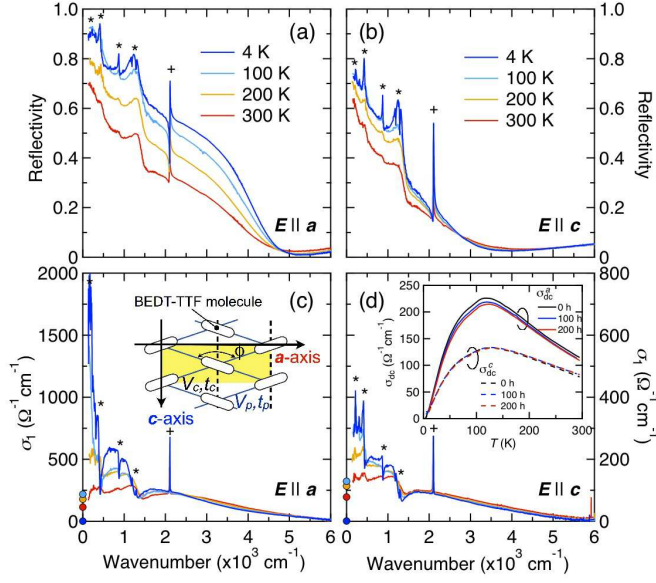 1.0
0.8
0.6
0.4
0.2
0
Reflectivity
* * * * +
(a)
4 K
100 K
200 K
300 K
E || a
(b)
* * * * +
4 K
100 K
200 K
300 K
E || c
1.0
0.8
0.6
0.4
0.2
0
Reflectivity
2000
1500
1000
500
0
σ₁ (Ω⁻¹ cm⁻¹)
* * * * +
(c)
BEDT-TTF molecule
ϕ
a-axis
Vc,tc
Vp,tp
c-axis
E || a
0 1 2 3 4 5 6
Wavenumber (x10³ cm⁻¹)
(d)
* * * * +
250
200
150
100
50
0
σdc (Ω⁻¹ cm⁻¹)
σdcᵃ
0 h
100 h
200 h
σdcᶜ
0 h
100 h
200 h
0 100 200 300
T (K)
E || c
800
600
400
200
0
σ₁ (Ω⁻¹ cm⁻¹)
0 1 2 3 4 5 6
Wavenumber (x10³ cm⁻¹)